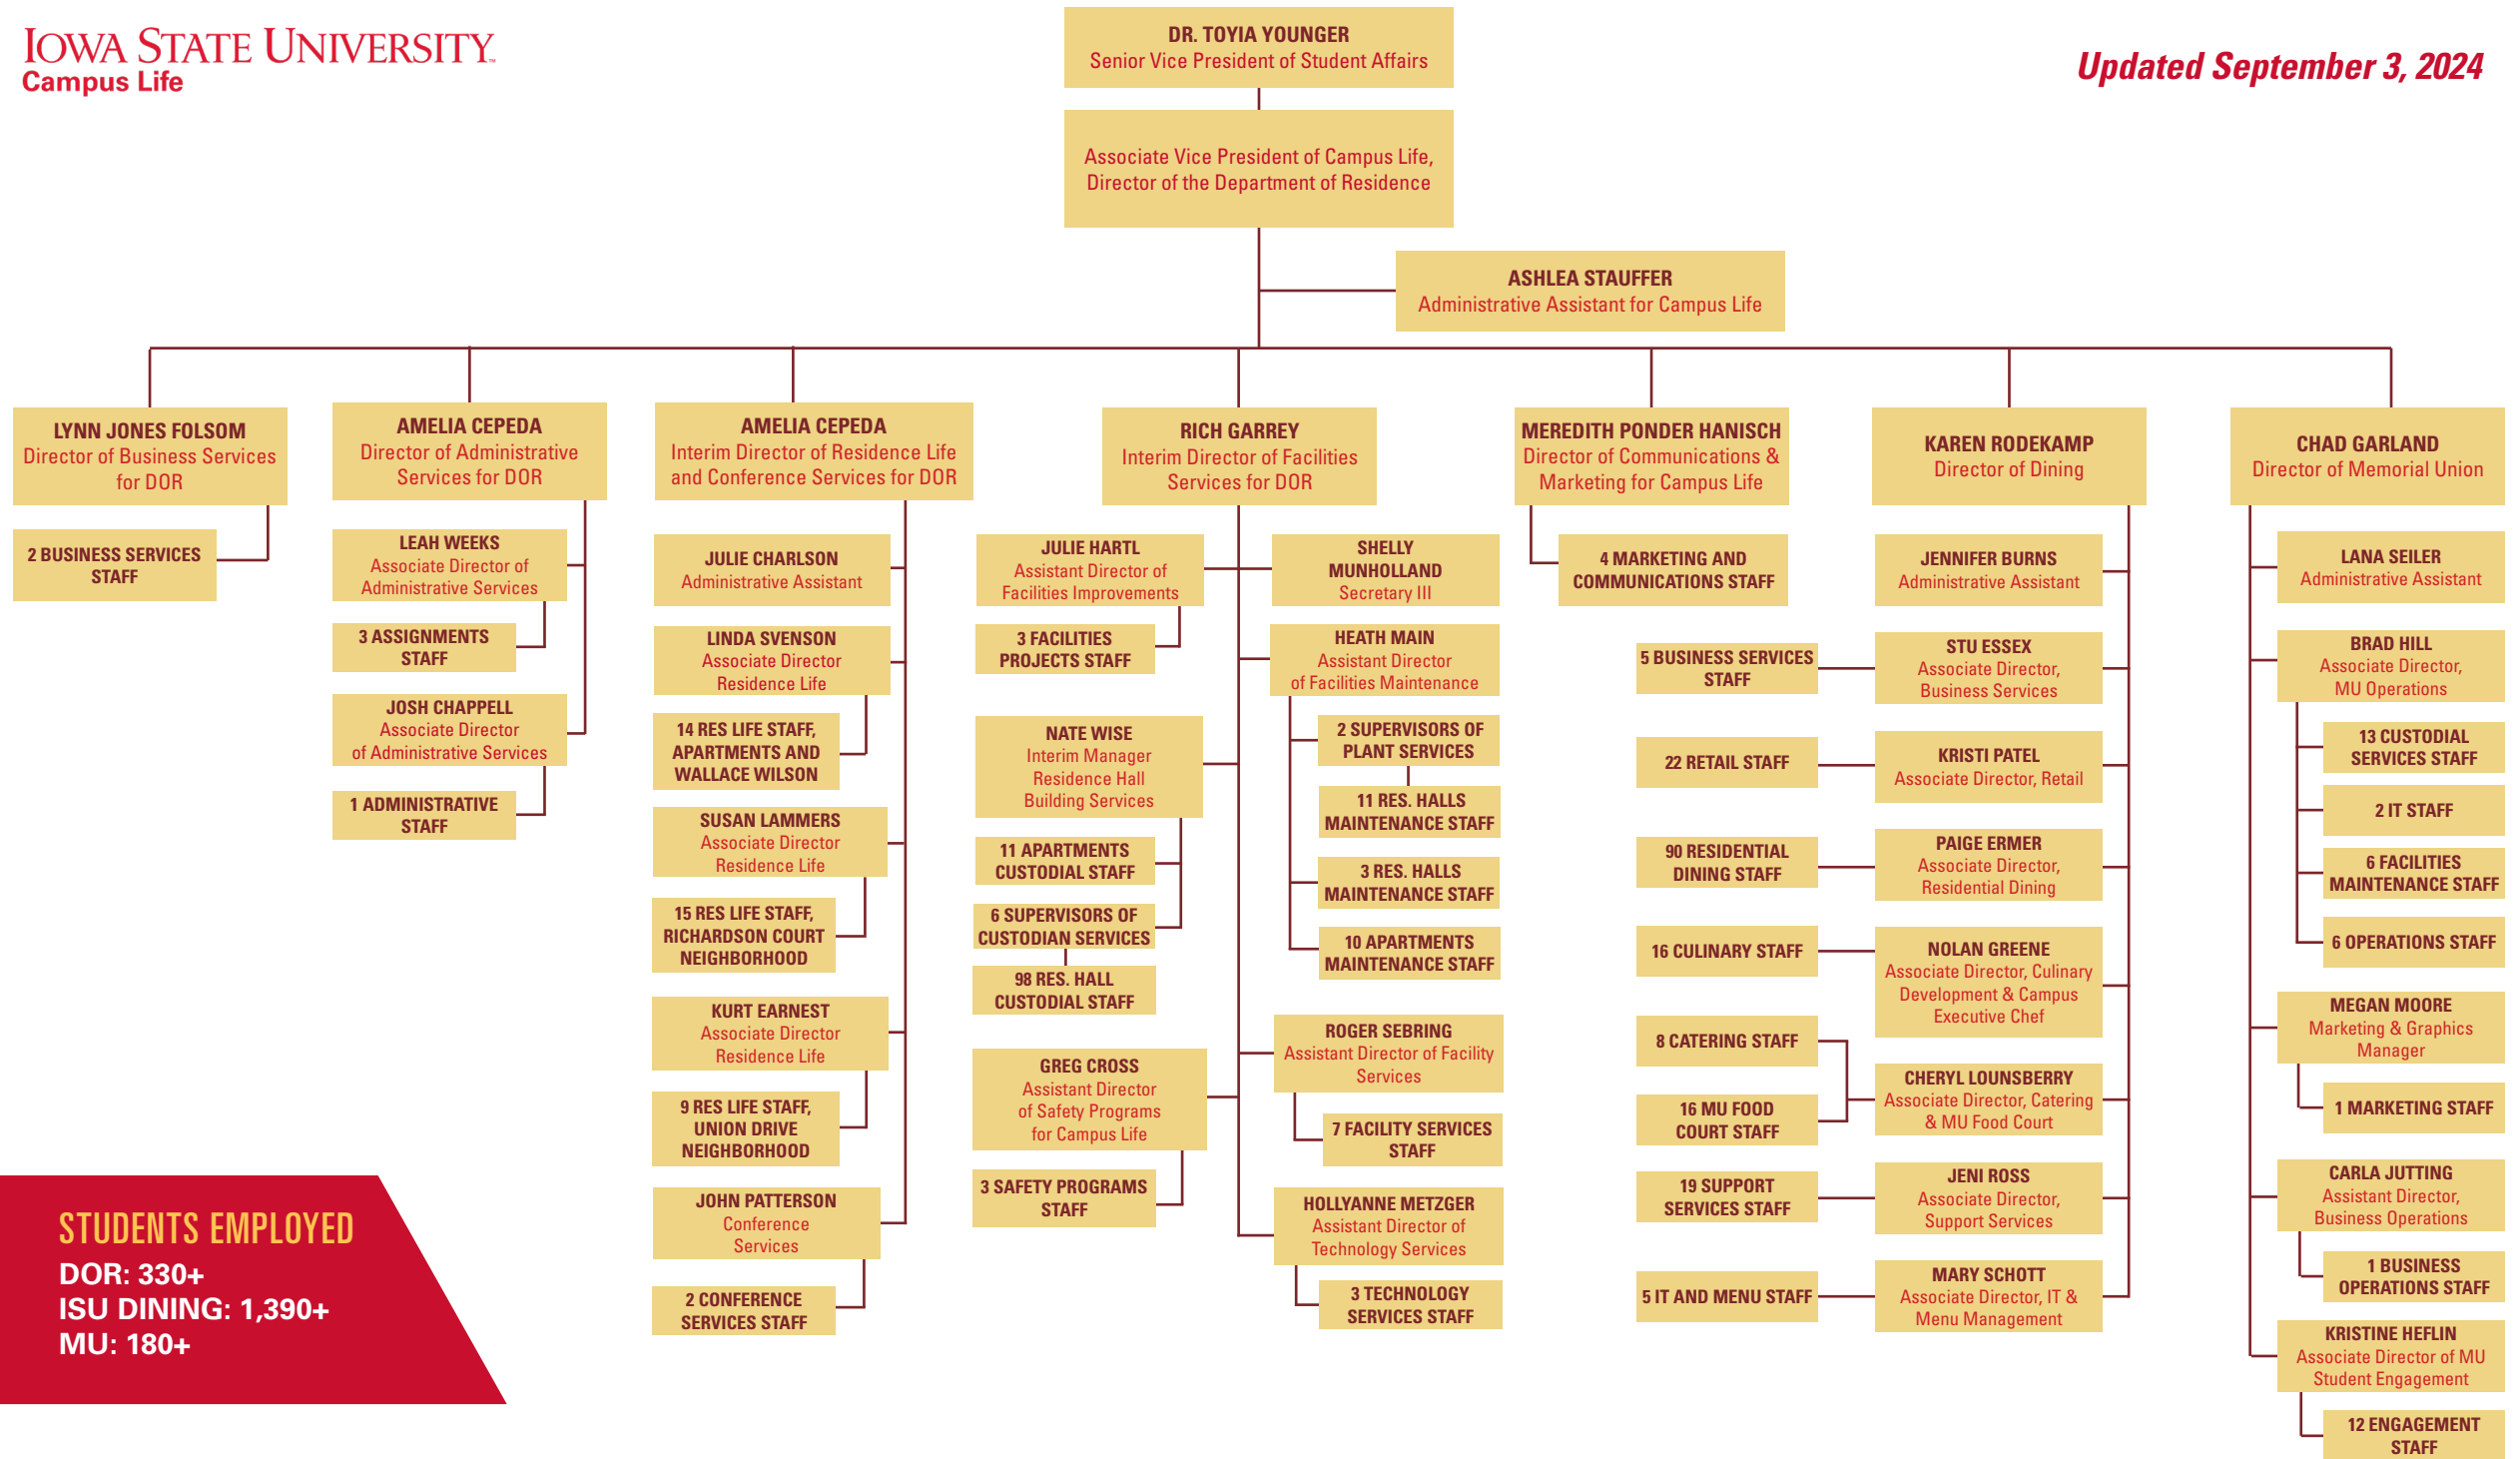 IOWA STATE UNIVERSITY™
Campus Life
Updated September 3, 2024
DR. TOYIA YOUNGER
Senior Vice President of Student Affairs
Associate Vice President of Campus Life,
Director of the Department of Residence
ASHLEA STAUFFER
Administrative Assistant for Campus Life
LYNN JONES FOLSOM
Director of Business Services
for DOR
2 BUSINESS SERVICES
STAFF
AMELIA CEPEDA
Director of Administrative
Services for DOR
LEAH WEEKS
Associate Director of
Administrative Services
3 ASSIGNMENTS
STAFF
JOSH CHAPPELL
Associate Director
of Administrative Services
1 ADMINISTRATIVE
STAFF
AMELIA CEPEDA
Interim Director of Residence Life
and Conference Services for DOR
JULIE CHARLSON
Administrative Assistant
LINDA SVENSON
Associate Director
Residence Life
14 RES LIFE STAFF,
APARTMENTS AND
WALLACE WILSON
SUSAN LAMMERS
Associate Director
Residence Life
15 RES LIFE STAFF,
RICHARDSON COURT
NEIGHBORHOOD
KURT EARNEST
Associate Director
Residence Life
9 RES LIFE STAFF,
UNION DRIVE
NEIGHBORHOOD
JOHN PATTERSON
Conference
Services
2 CONFERENCE
SERVICES STAFF
RICH GARREY
Interim Director of Facilities
Services for DOR
JULIE HARTL
Assistant Director of
Facilities Improvements
3 FACILITIES
PROJECTS STAFF
NATE WISE
Interim Manager
Residence Hall
Building Services
11 APARTMENTS
CUSTODIAL STAFF
6 SUPERVISORS OF
CUSTODIAN SERVICES
98 RES. HALL
CUSTODIAL STAFF
GREG CROSS
Assistant Director
of Safety Programs
for Campus Life
3 SAFETY PROGRAMS
STAFF
SHELLY
MUNHOLLAND
Secretary III
HEATH MAIN
Assistant Director
of Facilities Maintenance
2 SUPERVISORS OF
PLANT SERVICES
11 RES. HALLS
MAINTENANCE STAFF
3 RES. HALLS
MAINTENANCE STAFF
10 APARTMENTS
MAINTENANCE STAFF
ROGER SEBRING
Assistant Director of Facility
Services
7 FACILITY SERVICES
STAFF
HOLLYANNE METZGER
Assistant Director of
Technology Services
3 TECHNOLOGY
SERVICES STAFF
MEREDITH PONDER HANISCH
Director of Communications &
Marketing for Campus Life
4 MARKETING AND
COMMUNICATIONS STAFF
KAREN RODEKAMP
Director of Dining
JENNIFER BURNS
Administrative Assistant
5 BUSINESS SERVICES
STAFF
STU ESSEX
Associate Director,
Business Services
22 RETAIL STAFF
KRISTI PATEL
Associate Director, Retail
90 RESIDENTIAL
DINING STAFF
PAIGE ERMER
Associate Director,
Residential Dining
16 CULINARY STAFF
NOLAN GREENE
Associate Director, Culinary
Development & Campus
Executive Chef
8 CATERING STAFF
16 MU FOOD
COURT STAFF
CHERYL LOUNSBERRY
Associate Director, Catering
& MU Food Court
19 SUPPORT
SERVICES STAFF
JENI ROSS
Associate Director,
Support Services
5 IT AND MENU STAFF
MARY SCHOTT
Associate Director, IT &
Menu Management
CHAD GARLAND
Director of Memorial Union
LANA SEILER
Administrative Assistant
BRAD HILL
Associate Director,
MU Operations
13 CUSTODIAL
SERVICES STAFF
2 IT STAFF
6 FACILITIES
MAINTENANCE STAFF
6 OPERATIONS STAFF
MEGAN MOORE
Marketing & Graphics
Manager
1 MARKETING STAFF
CARLA JUTTING
Assistant Director,
Business Operations
1 BUSINESS
OPERATIONS STAFF
KRISTINE HEFLIN
Associate Director of MU
Student Engagement
12 ENGAGEMENT
STAFF
STUDENTS EMPLOYED
DOR: 330+
ISU DINING: 1,390+
MU: 180+